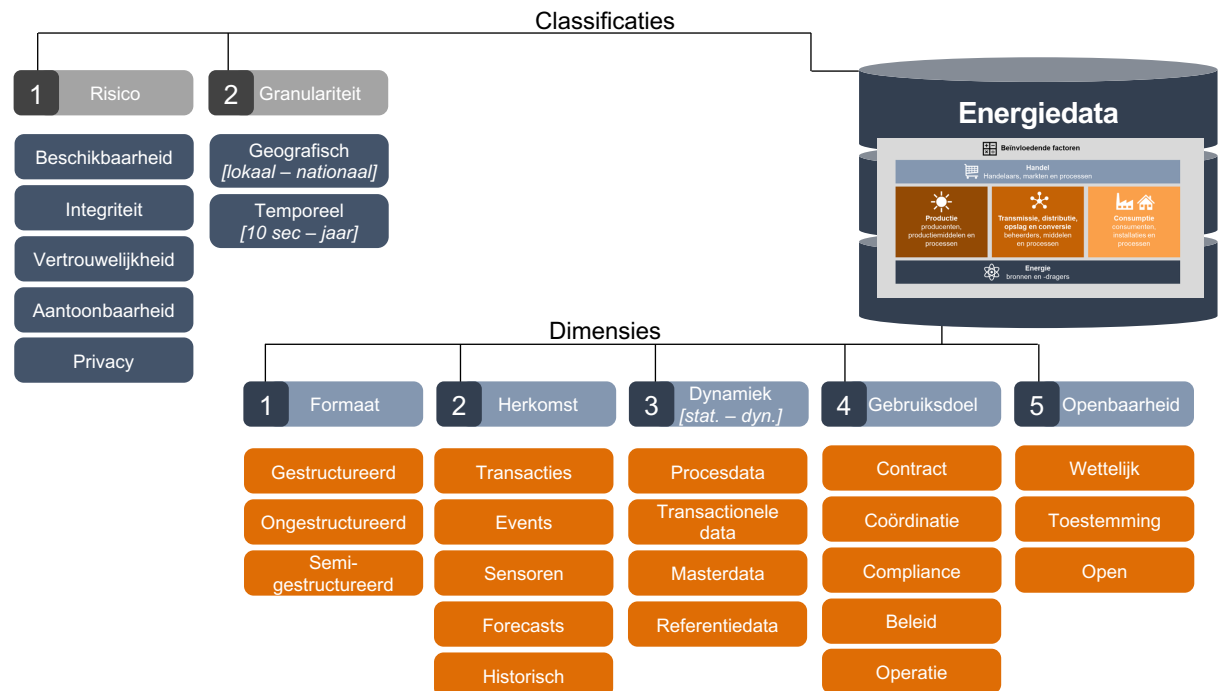 Classificaties
1 Risico
Beschikbaarheid
Integriteit
Vertrouwelijkheid
Aantoonbaarheid
Privacy
2 Granulariteit
Geografisch
[lokaal – nationaal]
Temporeel
[10 sec – jaar]
Energiedata
Beïnvloedende factoren
Handel
Handelaars, markten en processen
Productie
producenten,
productiemiddelen en
processen
Transmissie, distributie,
opslag en conversie
beheerders, middelen
en processen
Consumptie
consumenten,
installaties en
processen
Energie
bronnen en -dragers
Dimensies
1 Formaat
Gestructureerd
Ongestructureerd
Semi-
gestructureerd
2 Herkomst
Transacties
Events
Sensoren
Forecasts
Historisch
3 Dynamiek
[stat. – dyn.]
Procesdata
Transactionele
data
Masterdata
Referentiedata
4 Gebruiksdoel
Contract
Coördinatie
Compliance
Beleid
Operatie
5 Openbaarheid
Wettelijk
Toestemming
Open